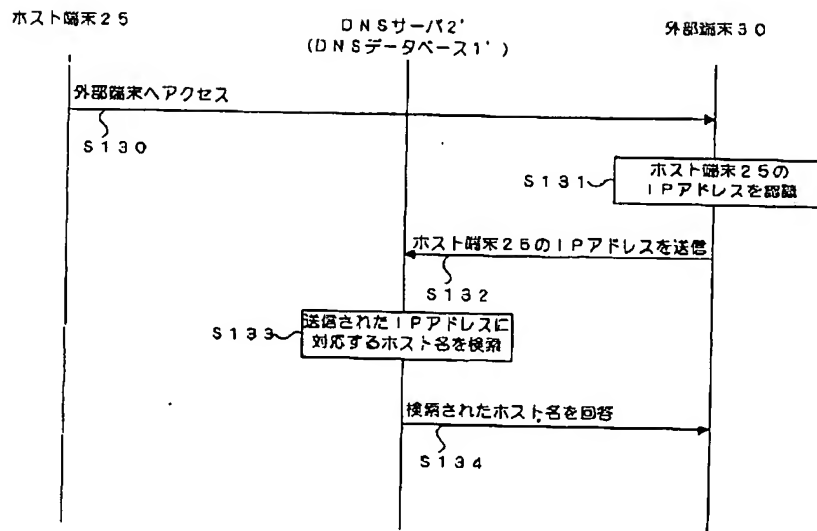 ホスト端末25
DNSサーバ2'
(DNSデータベース1')
外部端末30
外部端末へアクセス
S130
S131
ホスト端末25の
IPアドレスを認識
ホスト端末25のIPアドレスを送信
S132
S133
送信されたIPアドレスに
対応するホスト名を検索
検索されたホスト名を回答
S134